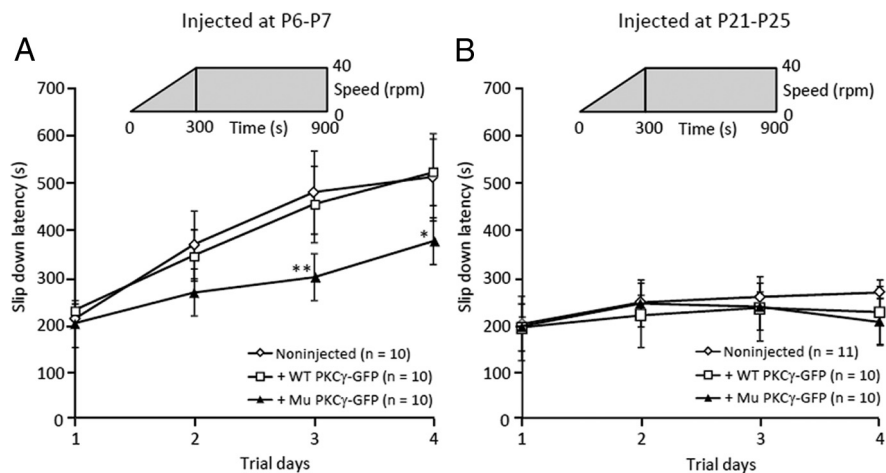 Injected at P6-P7
A
700
600
500
400
300
200
100
0
Slip down latency (s)
40
Speed (rpm)
0
0 300 Time (s) 900
**
*
Noninjected (n = 10)
+ WT PKCγ-GFP (n = 10)
+ Mu PKCγ-GFP (n = 10)
1 2 3 4
Trial days
Injected at P21-P25
B
700
600
500
400
300
200
100
0
Slip down latency (s)
40
Speed (rpm)
0
0 300 Time (s) 900
Noninjected (n = 11)
+ WT PKCγ-GFP (n = 10)
+ Mu PKCγ-GFP (n = 10)
1 2 3 4
Trial days